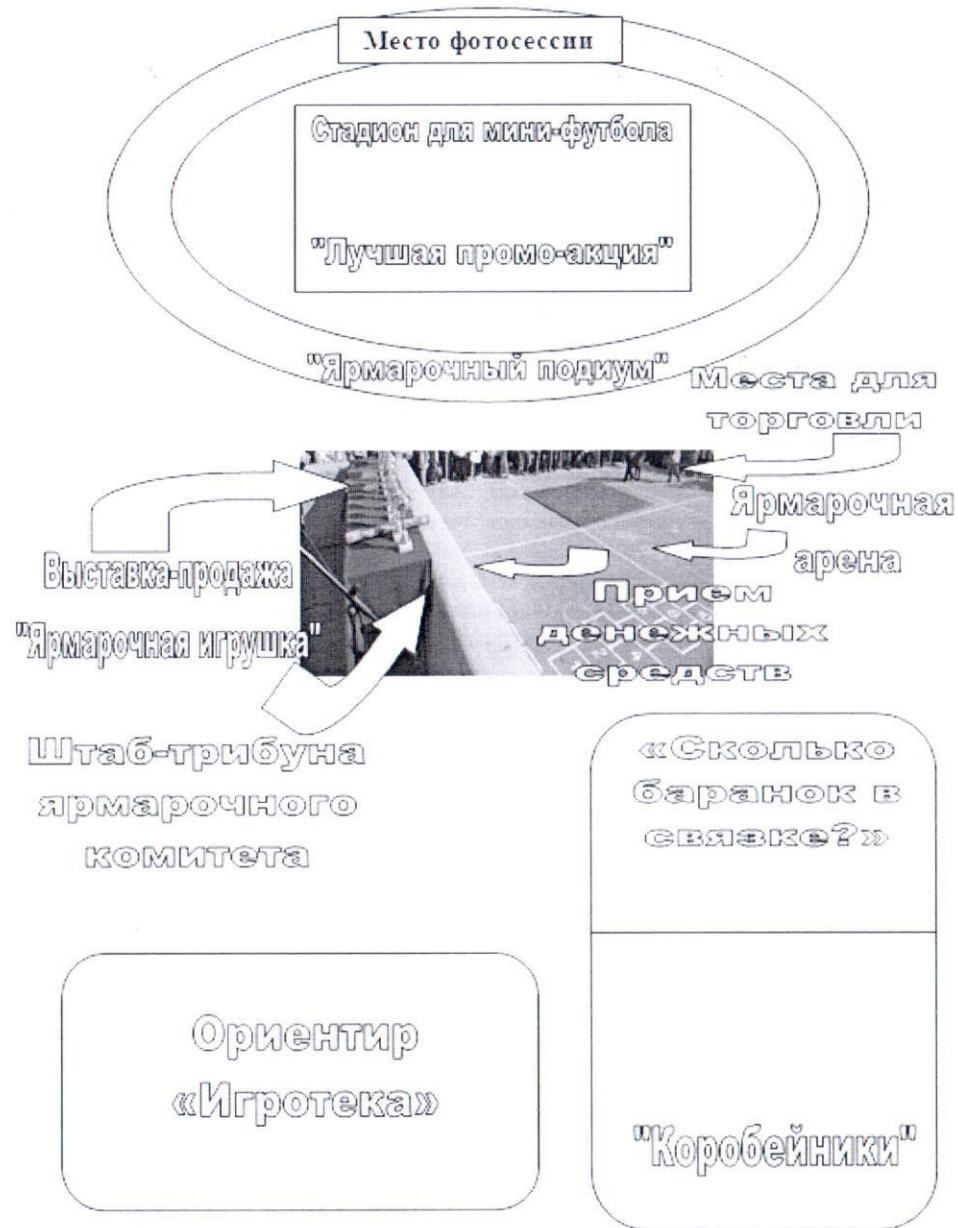 Место фотосессии
Стадион для мини-футбола
"Лучшая промо-акция"
"Ярмарочный подиум"
Места для
торговли
Ярмарочная
арена
Выставка-продажа
"Ярмарочная игрушка"
Прием
денежных
средств
Штаб-трибуна
ярмарочного
комитета
«Сколько
баранок в
связке?»
Ориентир
«Игротека»
"Коробейники"